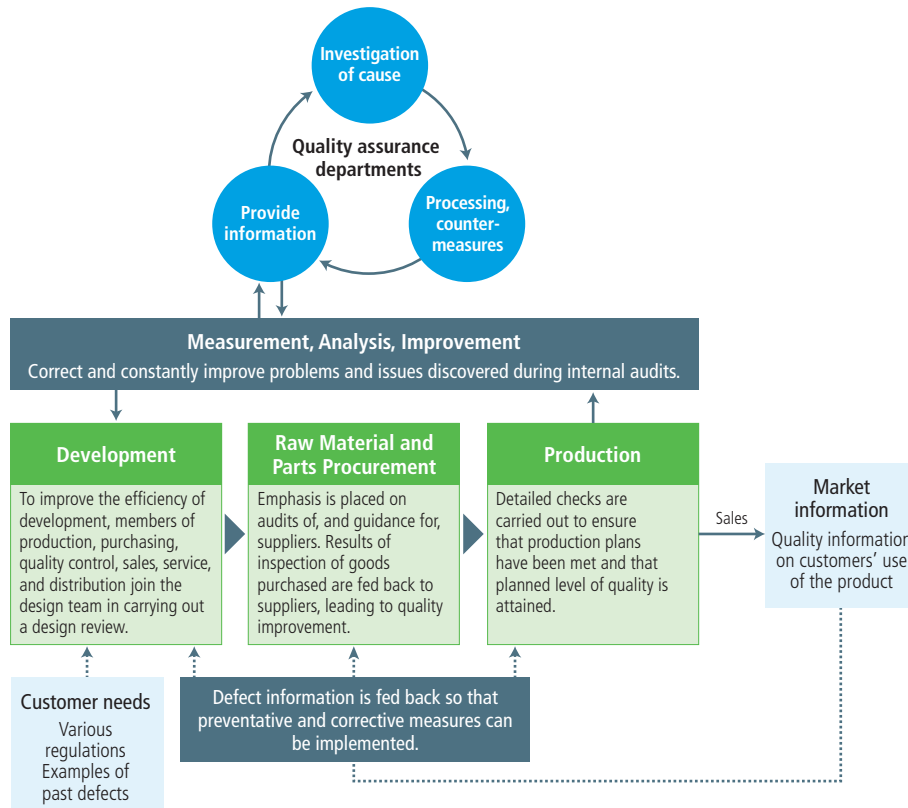 Investigation
of cause
Quality assurance
departments
Provide
information
Processing,
counter-
measures
Measurement, Analysis, Improvement
Correct and constantly improve problems and issues discovered during internal audits.
Development
To improve the efficiency of
development, members of
production, purchasing,
quality control, sales, service,
and distribution join the
design team in carrying out
a design review.
Raw Material and
Parts Procurement
Emphasis is placed on
audits of, and guidance for,
suppliers. Results of
inspection of goods
purchased are fed back to
suppliers, leading to quality
improvement.
Production
Detailed checks are
carried out to ensure
that production plans
have been met and that
planned level of quality is
attained.
Sales
Market
information
Quality information
on customers’ use
of the product
Customer needs
Various
regulations
Examples of
past defects
Defect information is fed back so that
preventative and corrective measures can
be implemented.